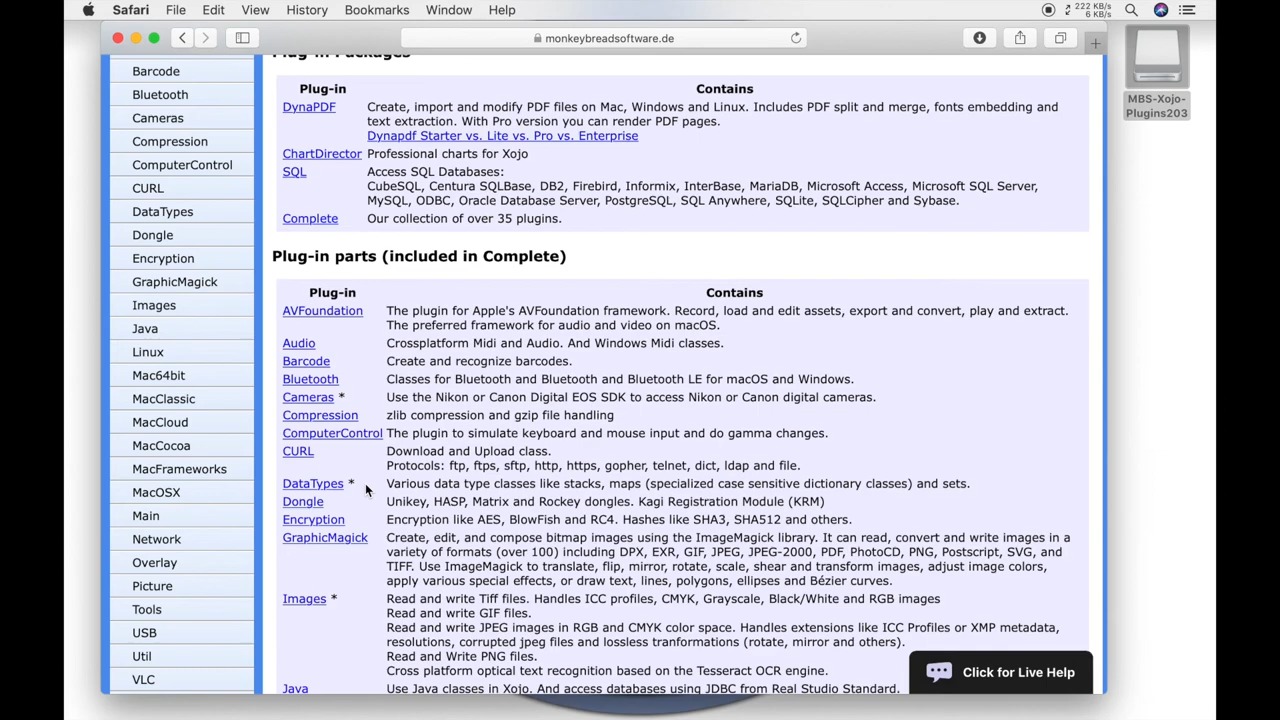 Safari File Edit View History Bookmarks Window Help
222 KB/s
6 KB/s
monkeybreadsoftware.de
MBS-Xojo-
Plugins203
Barcode
Bluetooth
Cameras
Compression
ComputerControl
CURL
DataTypes
Dongle
Encryption
GraphicMagick
Images
Java
Linux
Mac64bit
MacClassic
MacCloud
MacCocoa
MacFrameworks
MacOSX
Main
Network
Overlay
Picture
Tools
USB
Util
VLC
Plug-in Packages
Plug-in Contains
DynaPDF Create, import and modify PDF files on Mac, Windows and Linux. Includes PDF split and merge, fonts embedding and
text extraction. With Pro version you can render PDF pages.
Dynapdf Starter vs. Lite vs. Pro vs. Enterprise
ChartDirector Professional charts for Xojo
SQL Access SQL Databases:
CubeSQL, Centura SQLBase, DB2, Firebird, Informix, InterBase, MariaDB, Microsoft Access, Microsoft SQL Server,
MySQL, ODBC, Oracle Database Server, PostgreSQL, SQL Anywhere, SQLite, SQLCipher and Sybase.
Complete Our collection of over 35 plugins.
Plug-in parts (included in Complete)
Plug-in Contains
AVFoundation The plugin for Apple's AVFoundation framework. Record, load and edit assets, export and convert, play and extract.
The preferred framework for audio and video on macOS.
Audio Crossplatform Midi and Audio. And Windows Midi classes.
Barcode Create and recognize barcodes.
Bluetooth Classes for Bluetooth and Bluetooth and Bluetooth LE for macOS and Windows.
Cameras * Use the Nikon or Canon Digital EOS SDK to access Nikon or Canon digital cameras.
Compression zlib compression and gzip file handling
ComputerControl The plugin to simulate keyboard and mouse input and do gamma changes.
CURL Download and Upload class.
Protocols: ftp, ftps, sftp, http, https, gopher, telnet, dict, ldap and file.
DataTypes * Various data type classes like stacks, maps (specialized case sensitive dictionary classes) and sets.
Dongle Unikey, HASP, Matrix and Rockey dongles. Kagi Registration Module (KRM)
Encryption Encryption like AES, BlowFish and RC4. Hashes like SHA3, SHA512 and others.
GraphicMagick Create, edit, and compose bitmap images using the ImageMagick library. It can read, convert and write images in a
variety of formats (over 100) including DPX, EXR, GIF, JPEG, JPEG-2000, PDF, PhotoCD, PNG, Postscript, SVG, and
TIFF. Use ImageMagick to translate, flip, mirror, rotate, scale, shear and transform images, adjust image colors,
apply various special effects, or draw text, lines, polygons, ellipses and Bézier curves.
Images * Read and write Tiff files. Handles ICC profiles, CMYK, Grayscale, Black/White and RGB images
Read and write GIF files.
Read and write JPEG images in RGB and CMYK color space. Handles extensions like ICC Profiles or XMP metadata,
resolutions, corrupted jpeg files and lossless tranformations (rotate, mirror and others).
Read and Write PNG files.
Cross platform optical text recognition based on the Tesseract OCR engine.
Java Use Java classes in Xojo. And access databases using JDBC from Real Studio Standard.
Click for Live Help